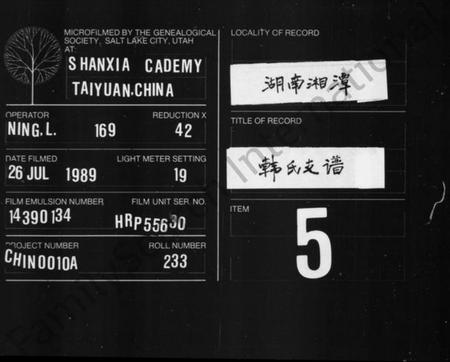 MICROFILMED BY THE GENEALOGICAL
SOCIETY, SALT LAKE CITY, UTAH
AT:
SHANXIA CADEMY
TAIYUAN.CHINA
OPERATOR
REDUCTION X
NING.L. 169 42
DATE FILMED
LIGHT METER SETTING
26 JUL 1989 19
FILM EMULSION NUMBER
FILM UNIT SER. NO.
14390134 HRP55630
PROJECT NUMBER
ROLL NUMBER
CHIN0010A 233
LOCALITY OF RECORD
湖南湘潭
TITLE OF RECORD
韩氏支谱
ITEM
5